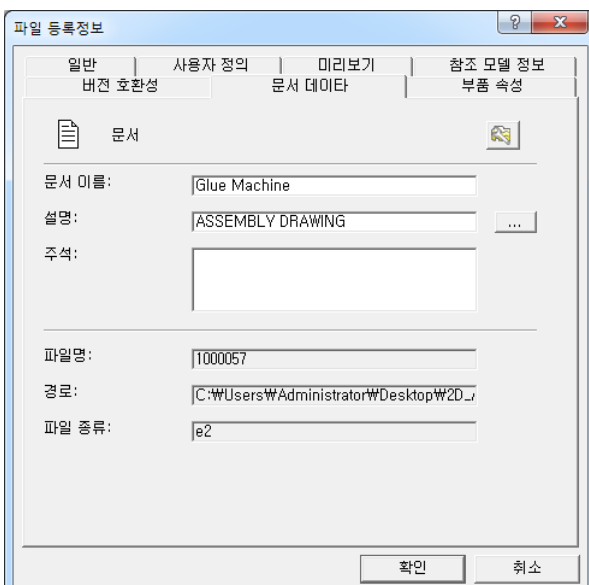 파일 등록정보
일반 사용자 정의 미리보기 참조 모델 정보
버전 호환성 문서 데이타 부품 속성
문서
문서 이름: Glue Machine
설명: ASSEMBLY DRAWING ...
주석:
파일명: 1000057
경로: C:₩Users₩Administrator₩Desktop₩2D_
파일 종류: e2
확인 취소